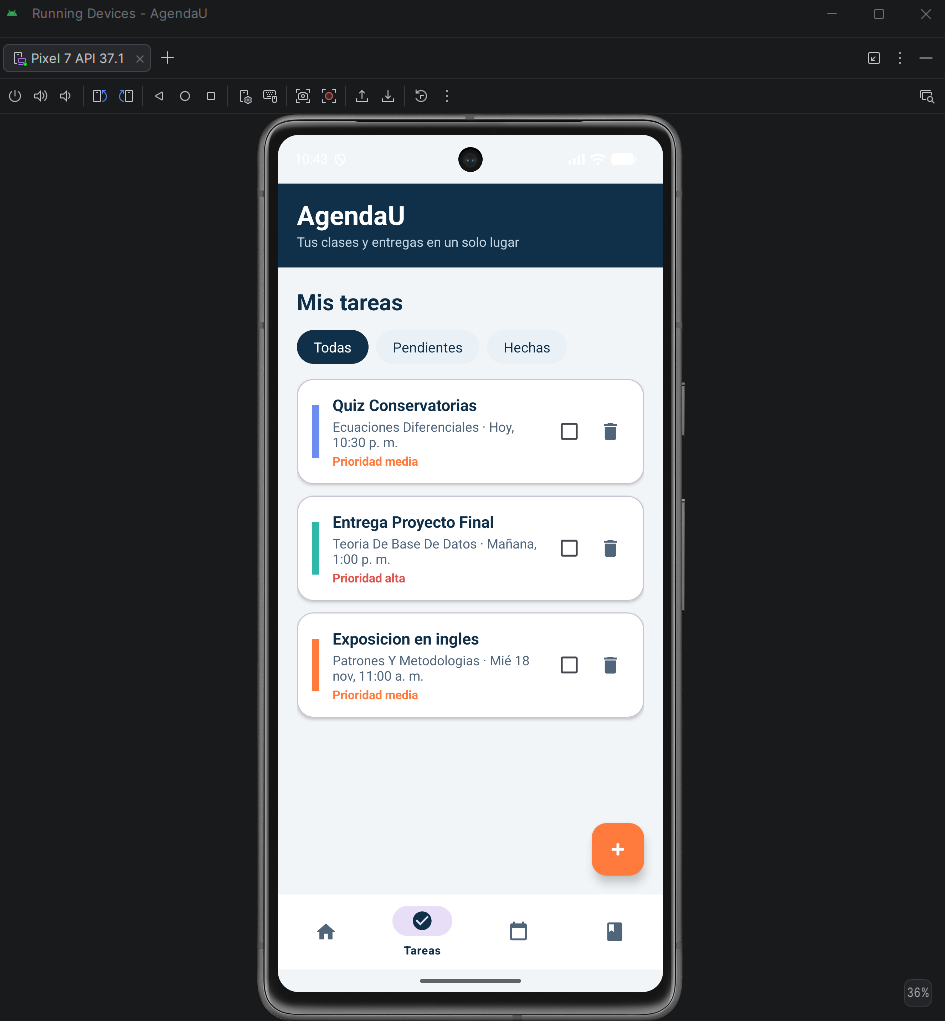 Running Devices - AgendaU
Pixel 7 API 37.1
10:43
AgendaU
Tus clases y entregas en un solo lugar
Mis tareas
Todas
Pendientes
Hechas
Quiz Conservatorias
Ecuaciones Diferenciales · Hoy,
10:30 p. m.
Prioridad media
Entrega Proyecto Final
Teoria De Base De Datos · Mañana,
1:00 p. m.
Prioridad alta
Exposicion en ingles
Patrones Y Metodologias · Mié 18
nov, 11:00 a. m.
Prioridad media
+
Tareas
36%